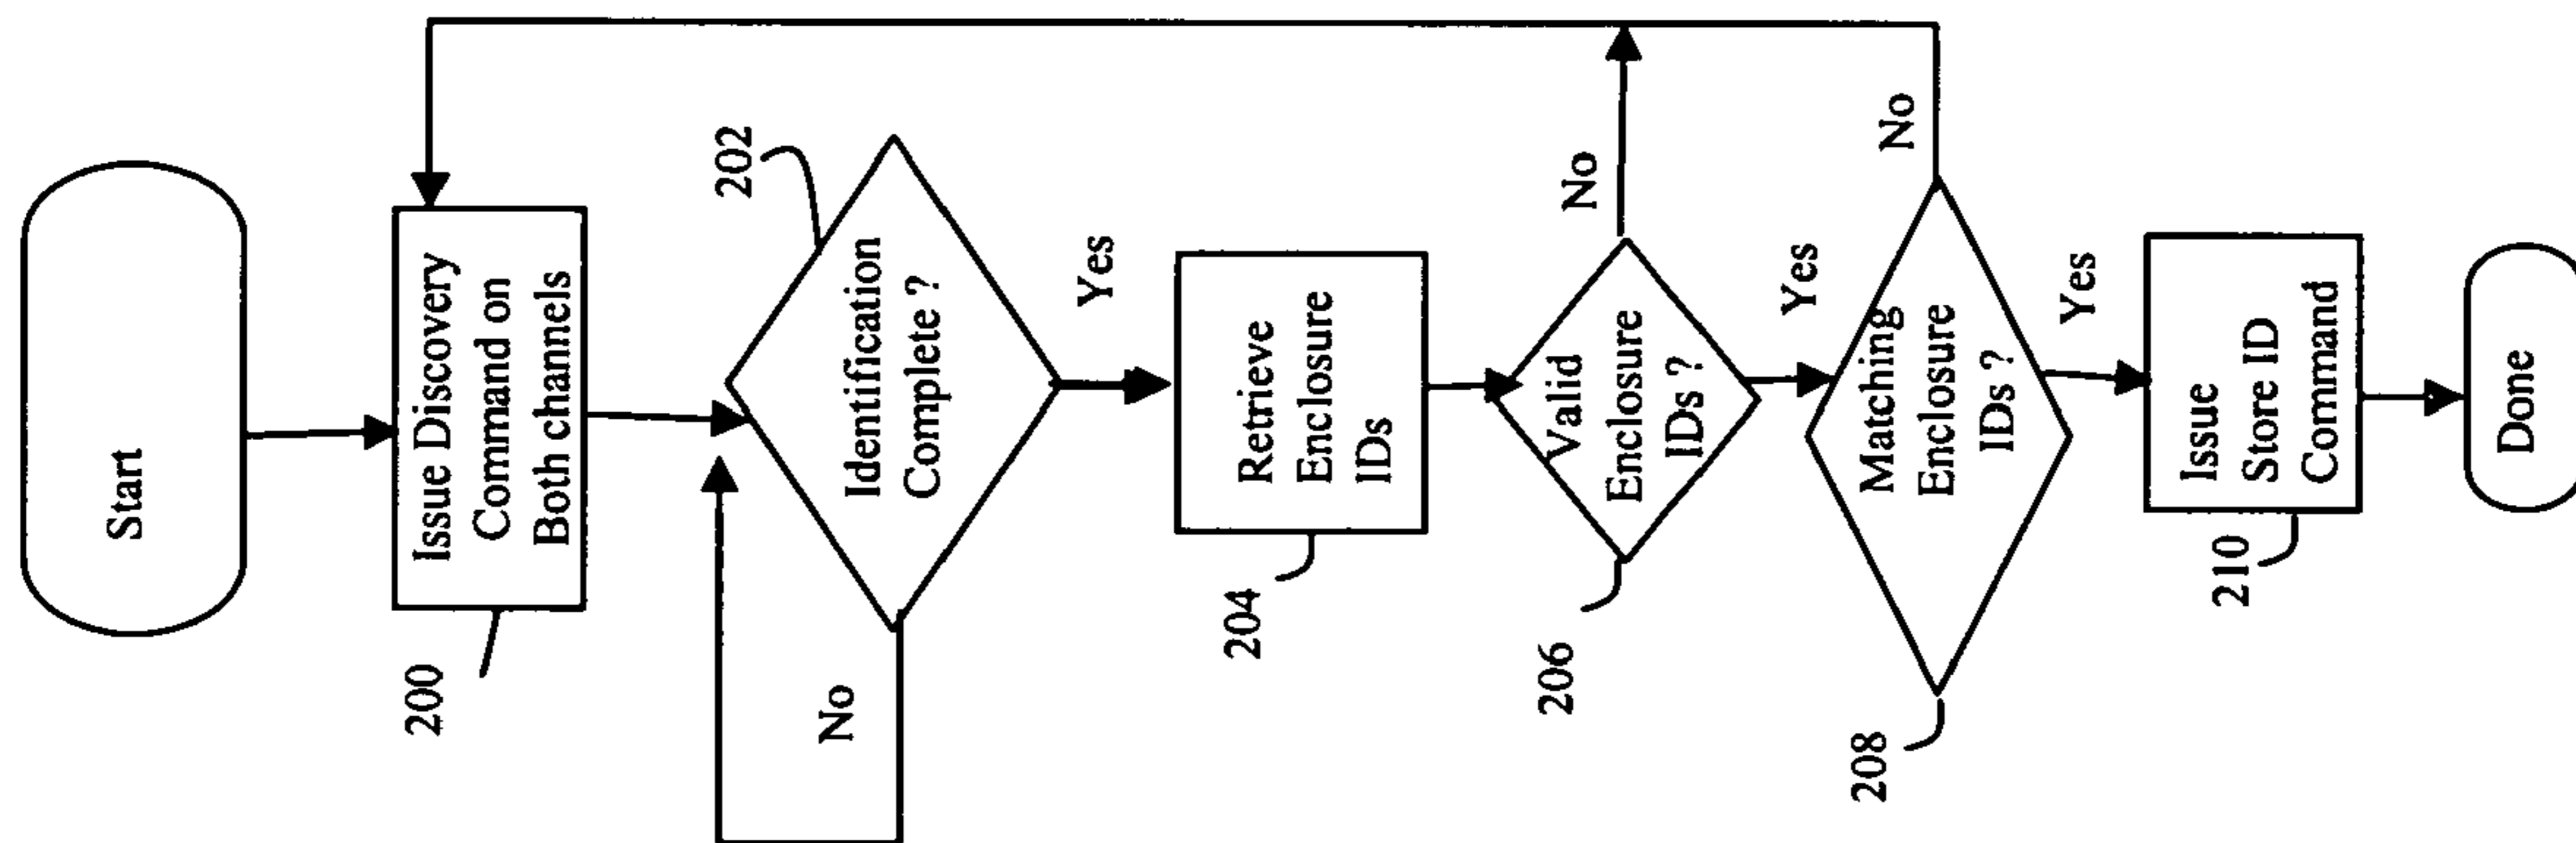 Start
Issue Discovery
Command on
Both channels
200
202
Identification
Complete ?
No
Yes
Retrieve
Enclosure
IDs
204
Valid
Enclosure
IDs ?
No
206
Yes
Matching
Enclosure
IDs ?
No
208
Yes
Issue
Store ID
Command
210
Done